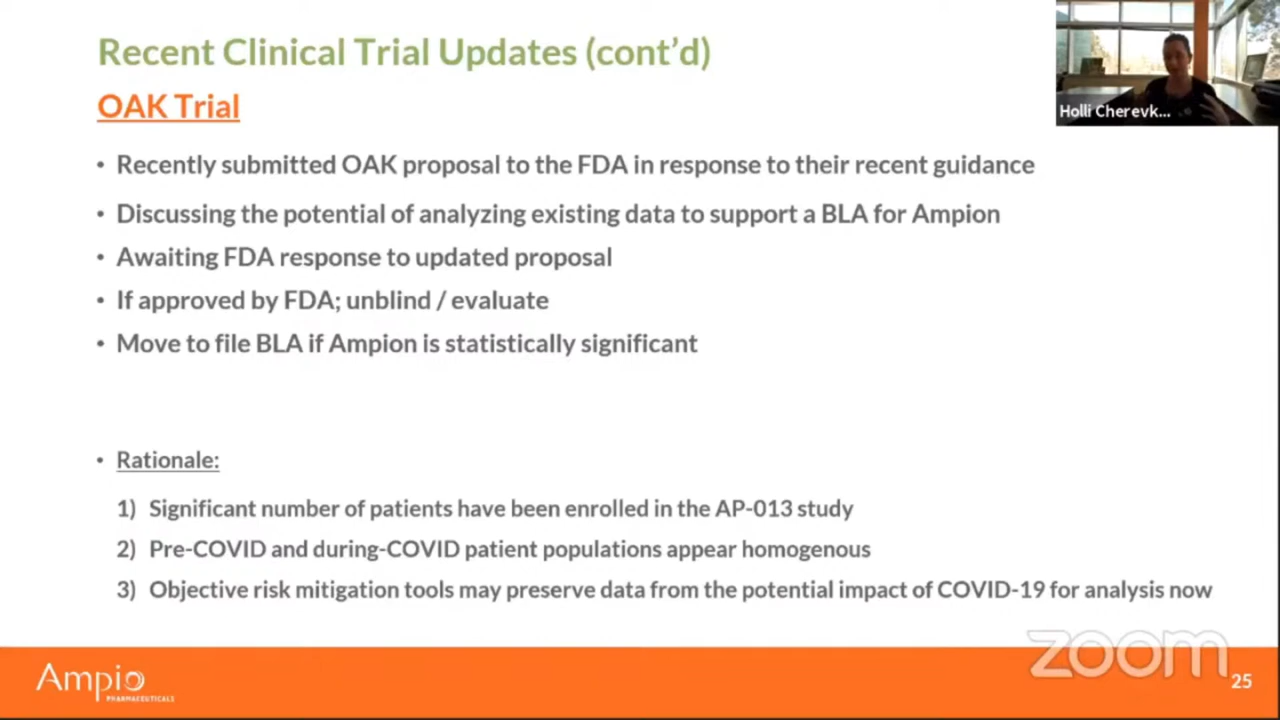 Recent Clinical Trial Updates (cont’d)
Holli Cherevk...
OAK Trial
• Recently submitted OAK proposal to the FDA in response to their recent guidance
• Discussing the potential of analyzing existing data to support a BLA for Ampion
• Awaiting FDA response to updated proposal
• If approved by FDA; unblind / evaluate
• Move to file BLA if Ampion is statistically significant
• Rationale:
1) Significant number of patients have been enrolled in the AP-013 study
2) Pre-COVID and during-COVID patient populations appear homogenous
3) Objective risk mitigation tools may preserve data from the potential impact of COVID-19 for analysis now
zoom
Ampio
PHARMACEUTICALS
25